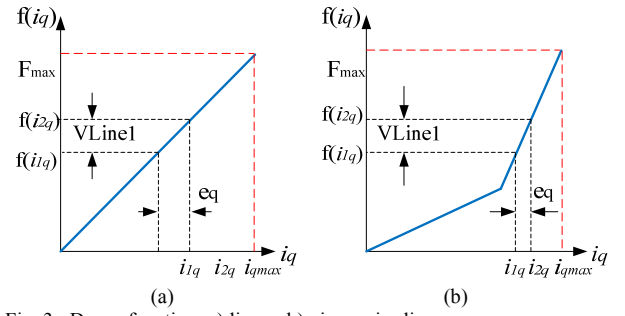 f(iq)
Fmax
f(i2q)
VLine1
f(i1q)
eq
i1q i2q iqmax
iq
(a)
f(iq)
Fmax
f(i2q)
VLine1
f(i1q)
eq
i1q i2q iqmax
iq
(b)